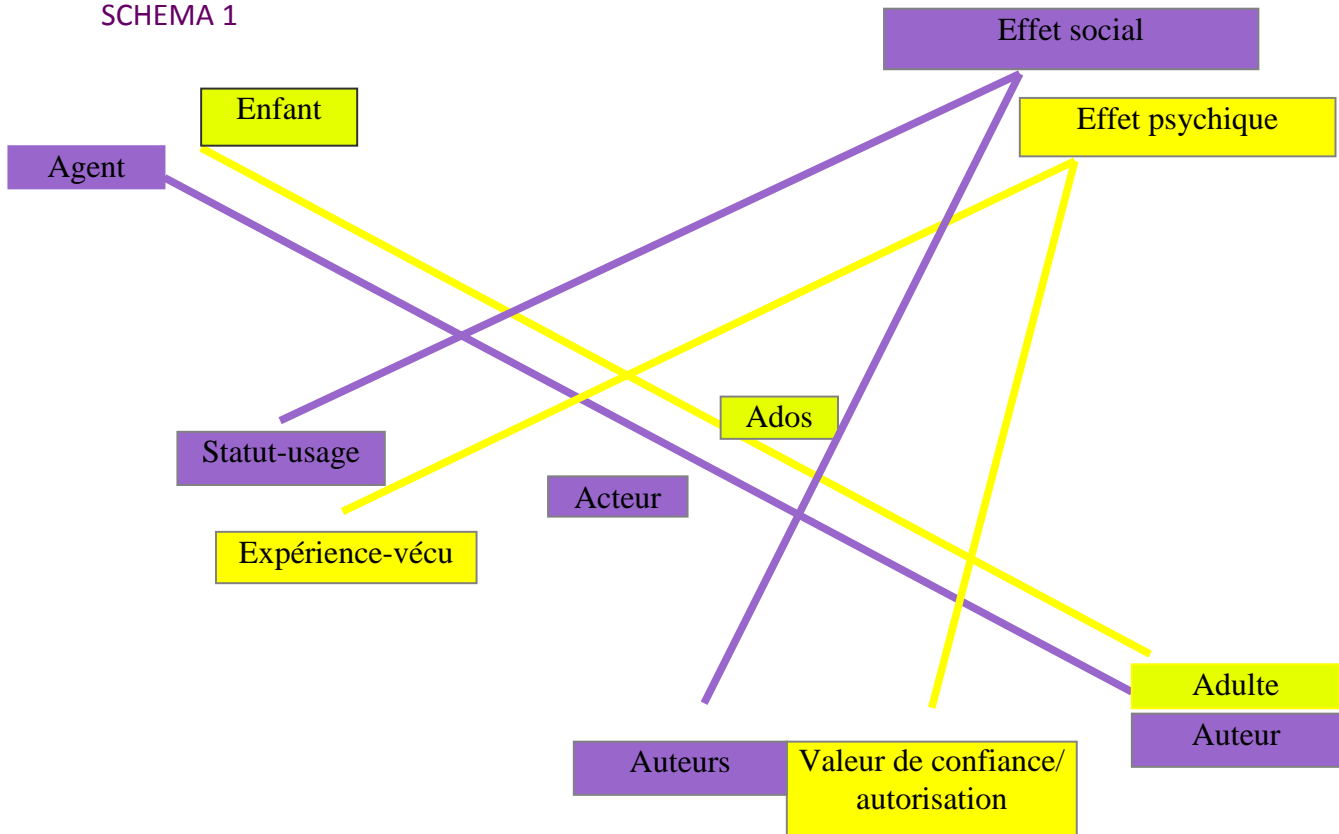 SCHEMA 1
Effet social
Enfant
Effet psychique
Agent
Ados
Statut-usage
Acteur
Expérience-vécu
Adulte
Auteur
Auteurs
Valeur de confiance/
autorisation